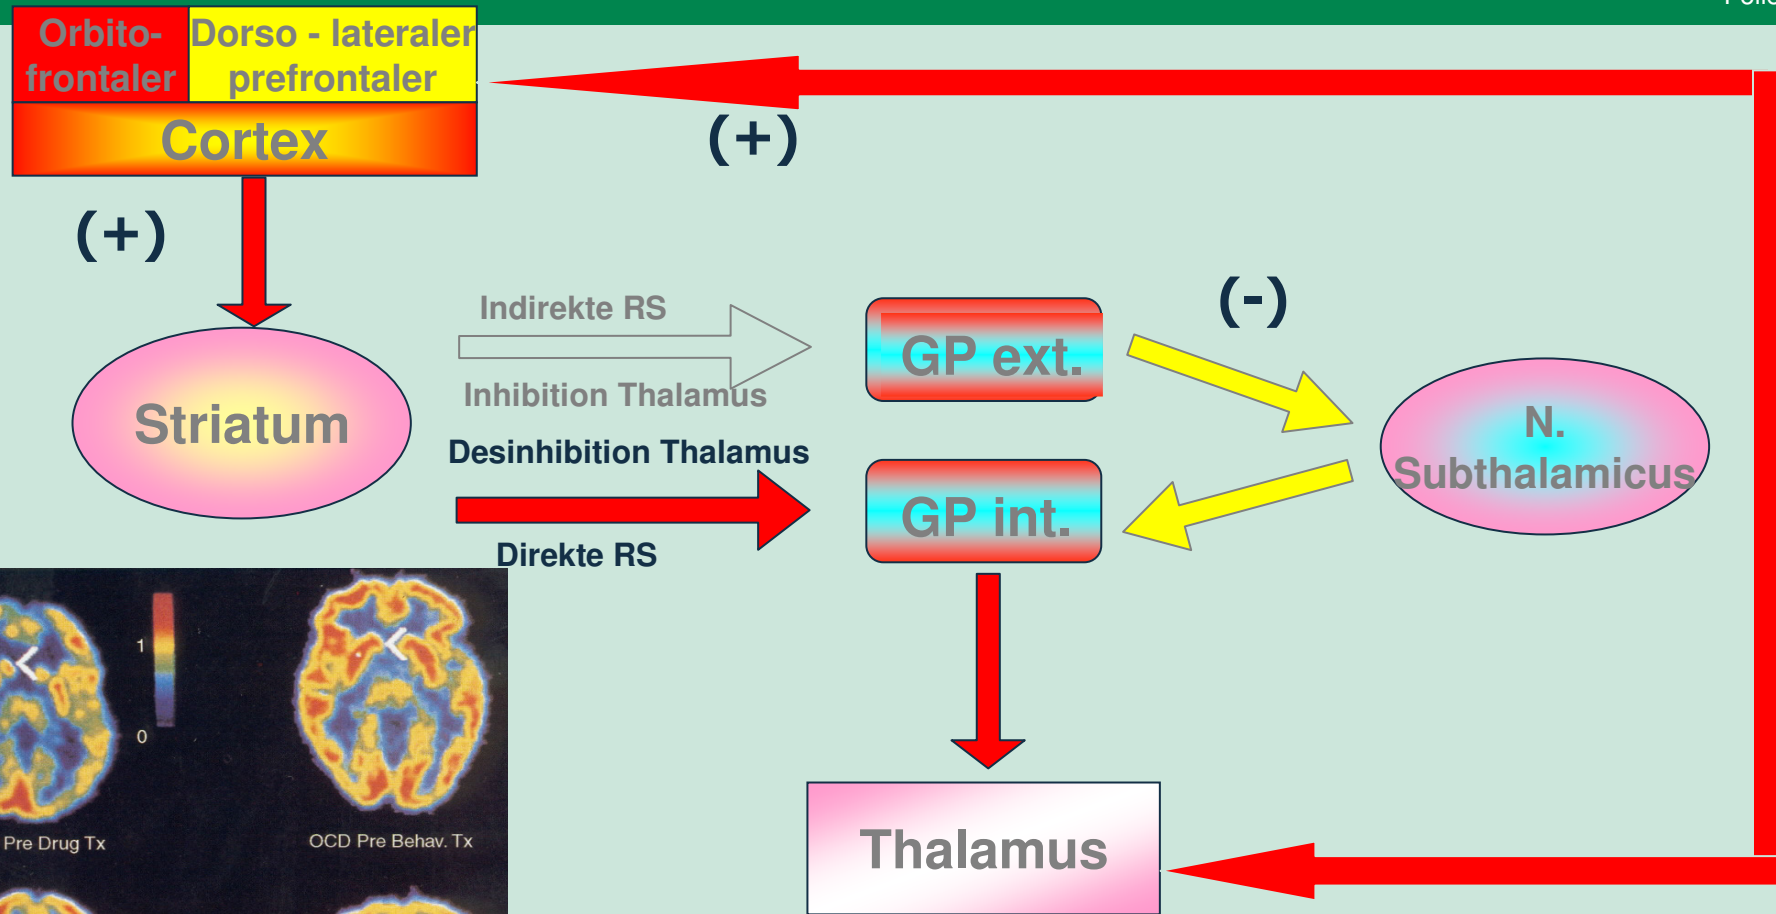 Orbito-
frontaler
Dorso - lateraler
prefrontaler
Cortex
(+)
(+)
Indirekte RS
Inhibition Thalamus
Striatum
Desinhibition Thalamus
Direkte RS
GP ext.
(-)
N.
Subthalamicus
GP int.
1
0
Pre Drug Tx
OCD Pre Behav. Tx
Thalamus